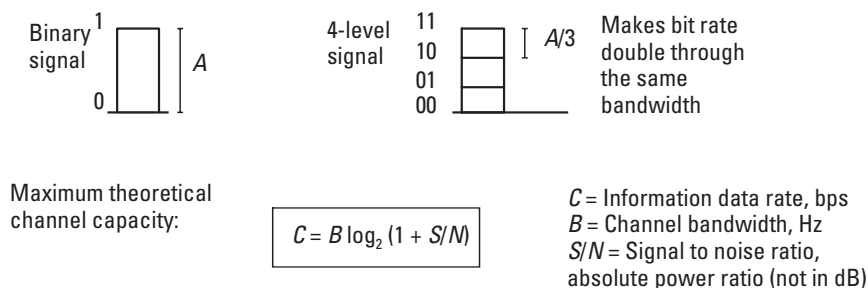 Binary
signal
1
0
A
4-level
signal
11
10
01
00
A/3
Makes bit rate
double through
the same
bandwidth
Maximum theoretical
channel capacity:
C = B log₂ (1 + S/N)
C = Information data rate, bps
B = Channel bandwidth, Hz
S/N = Signal to noise ratio,
absolute power ratio (not in dB)